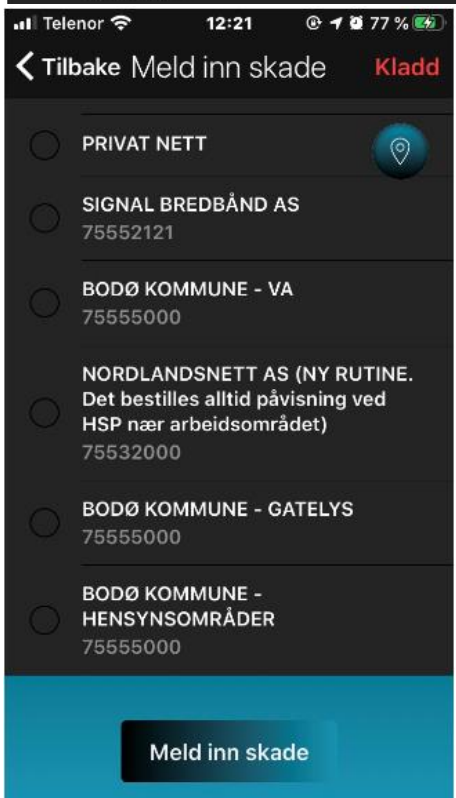 Telenor 12:21 77 %
Tilbake Meld inn skade Kladd
PRIVAT NETT
SIGNAL BREDBÅND AS
75552121
BODØ KOMMUNE - VA
75555000
NORDLANDSNETT AS (NY RUTINE.
Det bestilles alltid påvisning ved
HSP nær arbeidsområdet)
75532000
BODØ KOMMUNE - GATELYS
75555000
BODØ KOMMUNE -
HENSYNSOMRÅDER
75555000
Meld inn skade